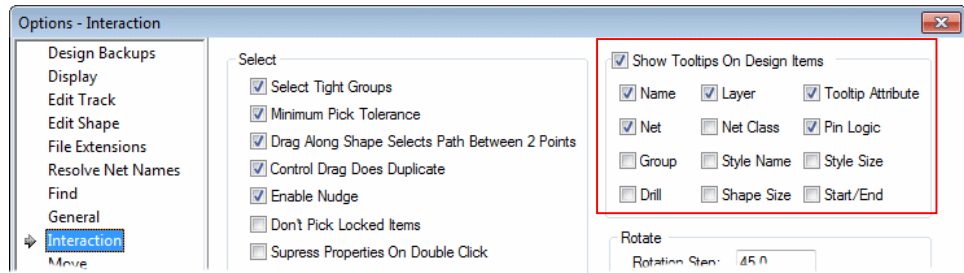 Options - Interaction
Design Backups
Display
Edit Track
Edit Shape
File Extensions
Resolve Net Names
Find
General
Interaction
Move
Select
Select Tight Groups
Minimum Pick Tolerance
Drag Along Shape Selects Path Between 2 Points
Control Drag Does Duplicate
Enable Nudge
Don't Pick Locked Items
Supress Properties On Double Click
Show Tooltips On Design Items
Name Layer Tooltip Attribute
Net Net Class Pin Logic
Group Style Name Style Size
Drill Shape Size Start/End
Rotate
Rotation Step: 45.0